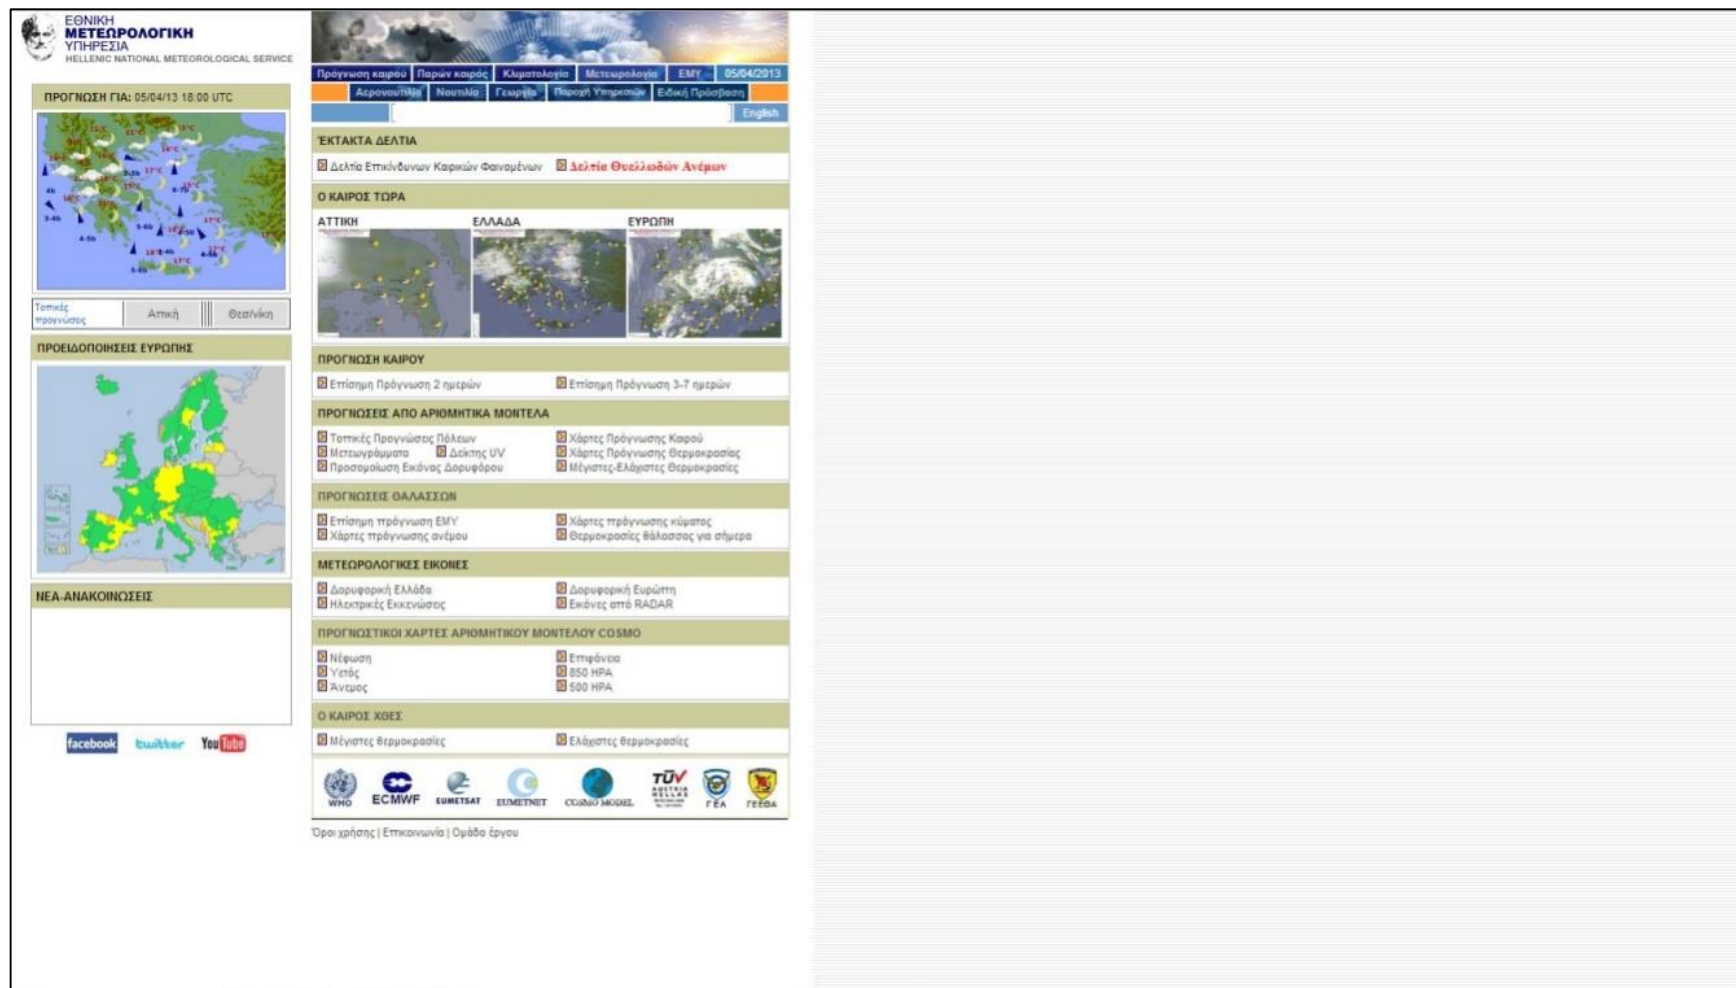 ΕΘΝΙΚΗ
ΜΕΤΕΩΡΟΛΟΓΙΚΗ
ΥΠΗΡΕΣΙΑ
HELLENIC NATIONAL METEOROLOGICAL SERVICE
ΠΡΟΓΝΩΣΗ ΓΙΑ: 05/04/13 18:00 UTC
Τοπικές προγνώσεις
Αττική
Θεσ/νίκη
ΠΡΟΕΙΔΟΠΟΙΗΣΕΙΣ ΕΥΡΩΠΗΣ
ΝΕΑ-ΑΝΑΚΟΙΝΩΣΕΙΣ
facebook twitter YouTube
Πρόγνωση καιρού Παρών καιρός Κλιματολογία Μετεωρολογία ΕΜΥ 05/04/2013
Αεροναυτιλία Ναυτιλία Γεωργία Παροχή Υπηρεσιών Ειδική Πρόσβαση
English
ΈΚΤΑΚΤΑ ΔΕΛΤΙΑ
Δελτία Επικίνδυνων Καιρικών Φαινομένων Δελτία Θυελλωδών Ανέμων
Ο ΚΑΙΡΟΣ ΤΩΡΑ
ΑΤΤΙΚΗ ΕΛΛΑΔΑ ΕΥΡΩΠΗ
ΠΡΟΓΝΩΣΗ ΚΑΙΡΟΥ
Επίσημη Πρόγνωση 2 ημερών Επίσημη Πρόγνωση 3-7 ημερών
ΠΡΟΓΝΩΣΕΙΣ ΑΠΟ ΑΡΙΘΜΗΤΙΚΑ ΜΟΝΤΕΛΑ
Τοπικές Προγνώσεις Πόλεων Χάρτες Πρόγνωσης Καιρού
Μετεωγράμματα Δείκτης UV Χάρτες Πρόγνωσης Θερμοκρασίας
Προσομοίωση Εικόνας Δορυφόρου Μέγιστες-Ελάχιστες Θερμοκρασίες
ΠΡΟΓΝΩΣΕΙΣ ΘΑΛΑΣΣΩΝ
Επίσημη πρόγνωση ΕΜΥ Χάρτες πρόγνωσης κύματος
Χάρτες πρόγνωσης ανέμου Θερμοκρασίες θάλασσας για σήμερα
ΜΕΤΕΩΡΟΛΟΓΙΚΕΣ ΕΙΚΟΝΕΣ
Δορυφορική Ελλάδα Δορυφορική Ευρώπη
Ηλεκτρικές Εκκενώσεις Εικόνες από RADAR
ΠΡΟΓΝΩΣΤΙΚΟΙ ΧΑΡΤΕΣ ΑΡΙΘΜΗΤΙΚΟΥ ΜΟΝΤΕΛΟΥ COSMO
Νέφωση Επιφάνεια
Υετός 850 HPA
Άνεμος 500 HPA
Ο ΚΑΙΡΟΣ ΧΘΕΣ
Μέγιστες θερμοκρασίες Ελάχιστες θερμοκρασίες
WMO ECMWF EUMETSAT EUMETNET COSMO MODEL TÜV AUSTRIA HELLAS ΓΕΑ ΓΕΕΘΑ
Όροι χρήσης | Επικοινωνία | Ομάδα έργου